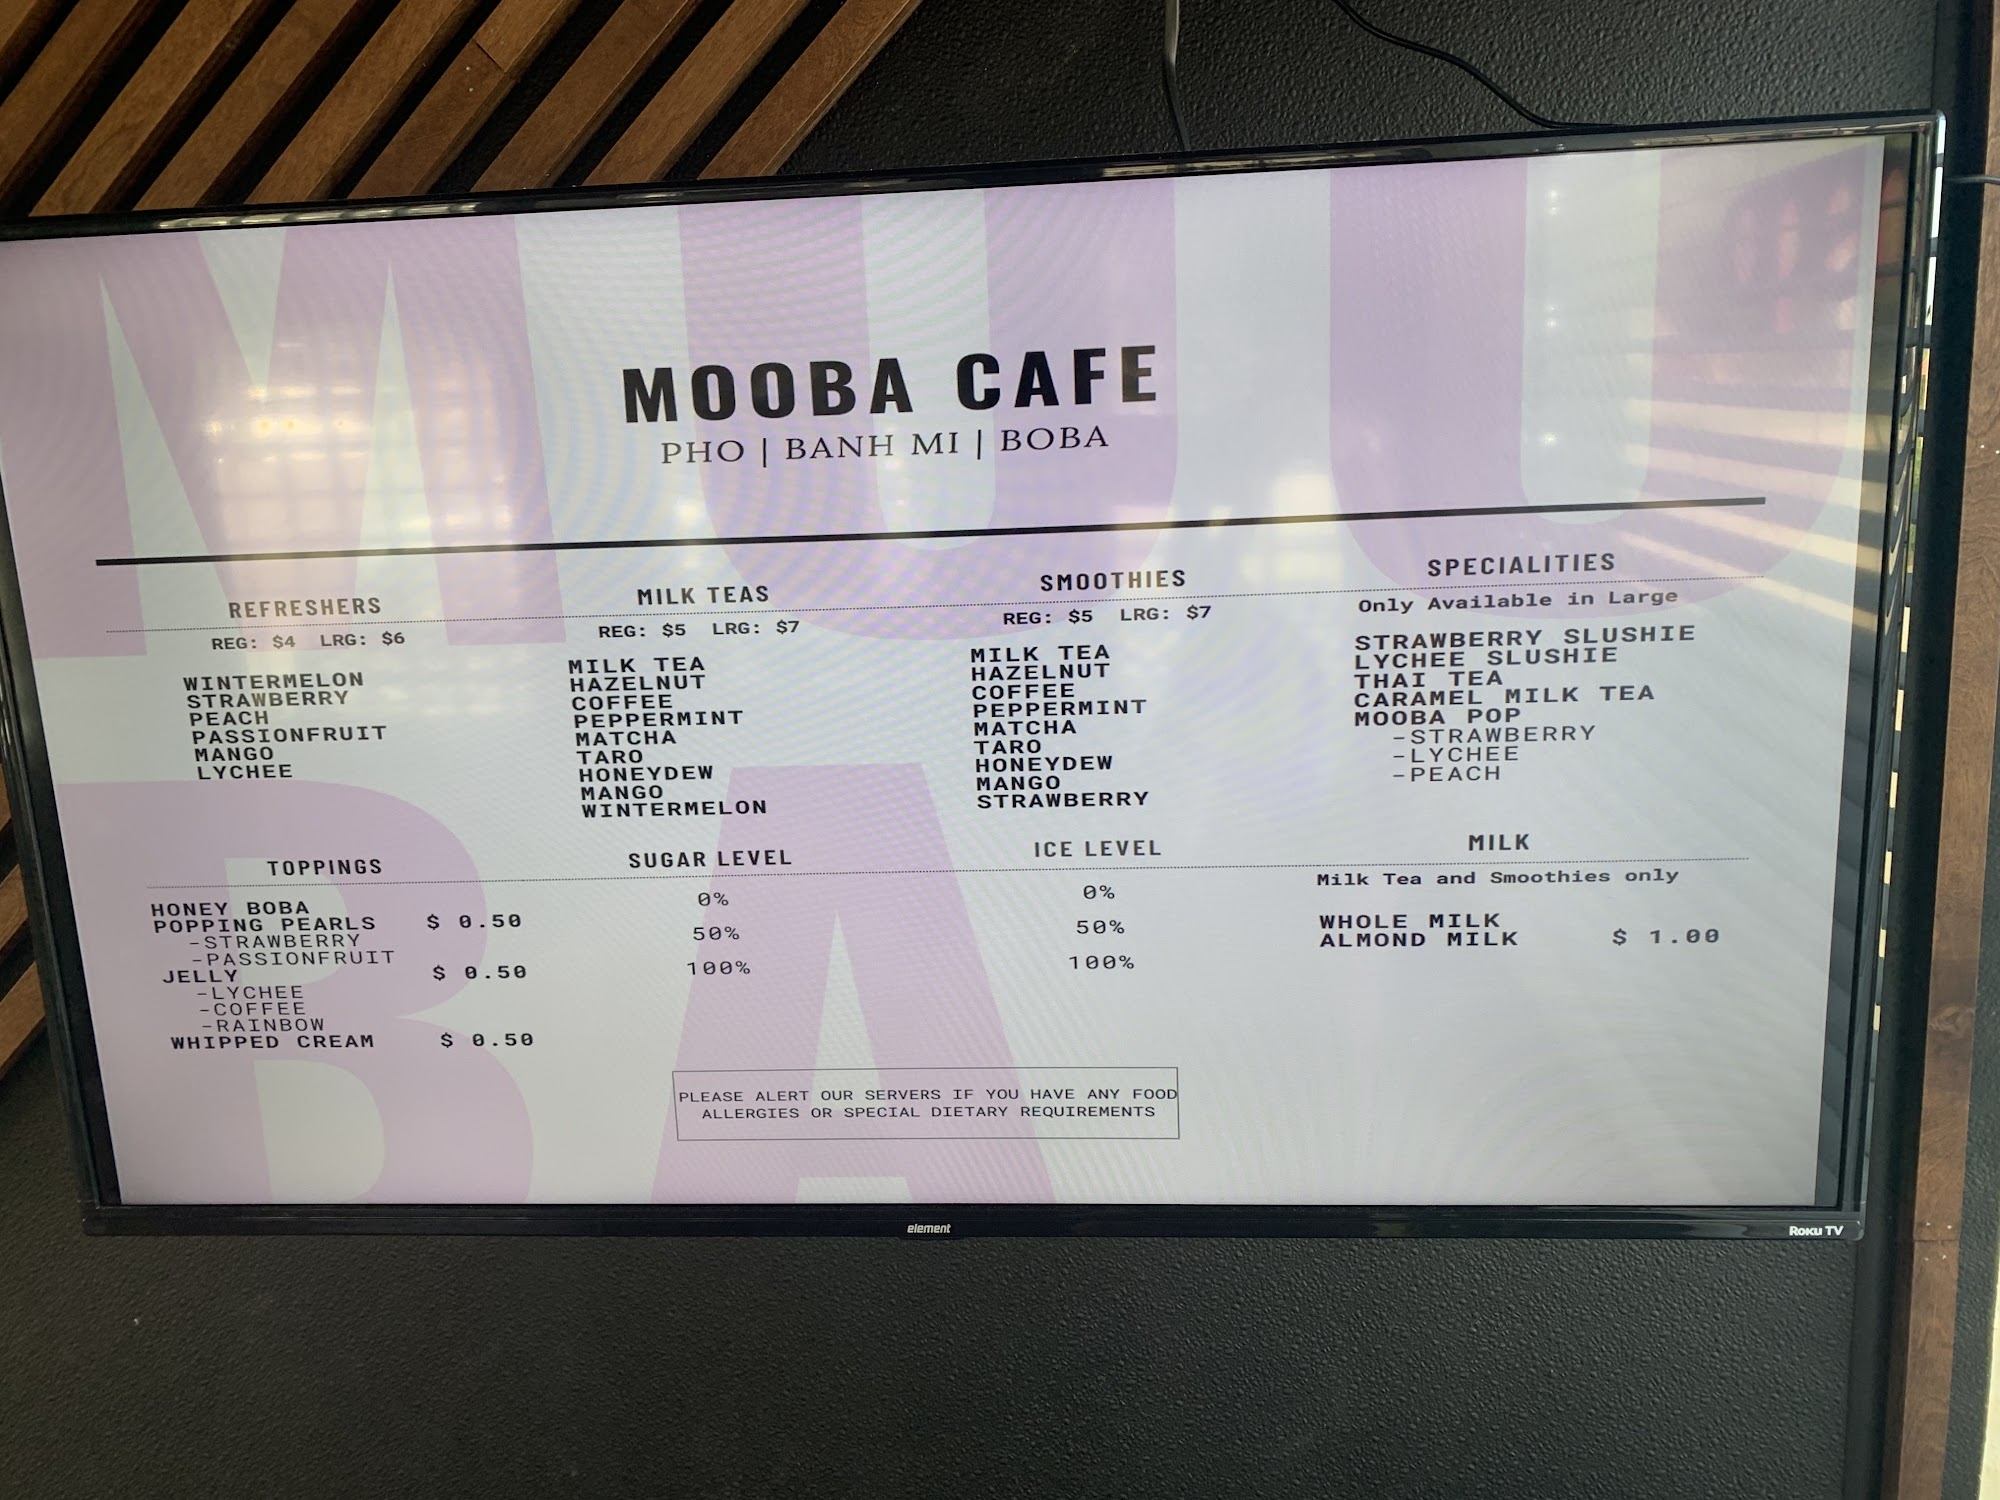 MOOBA CAFE
PHO | BANH MI | BOBA
REFRESHERS
REG: $4 LRG: $6
WINTERMELON
STRAWBERRY
PEACH
PASSIONFRUIT
MANGO
LYCHEE
MILK TEAS
REG: $5 LRG: $7
MILK TEA
HAZELNUT
COFFEE
PEPPERMINT
MATCHA
TARO
HONEYDEW
MANGO
WINTERMELON
SMOOTHIES
REG: $5 LRG: $7
MILK TEA
HAZELNUT
COFFEE
PEPPERMINT
MATCHA
TARO
HONEYDEW
MANGO
STRAWBERRY
SPECIALITIES
Only Available in Large
STRAWBERRY SLUSHIE
LYCHEE SLUSHIE
THAI TEA
CARAMEL MILK TEA
MOOBA POP
-STRAWBERRY
-LYCHEE
-PEACH
TOPPINGS
HONEY BOBA
POPPING PEARLS $ 0.50
-STRAWBERRY
-PASSIONFRUIT
JELLY $ 0.50
-LYCHEE
-COFFEE
-RAINBOW
WHIPPED CREAM $ 0.50
SUGAR LEVEL
0%
50%
100%
ICE LEVEL
0%
50%
100%
MILK
Milk Tea and Smoothies only
WHOLE MILK
ALMOND MILK $ 1.00
PLEASE ALERT OUR SERVERS IF YOU HAVE ANY FOOD
ALLERGIES OR SPECIAL DIETARY REQUIREMENTS
MOO
BA
element
Roku TV